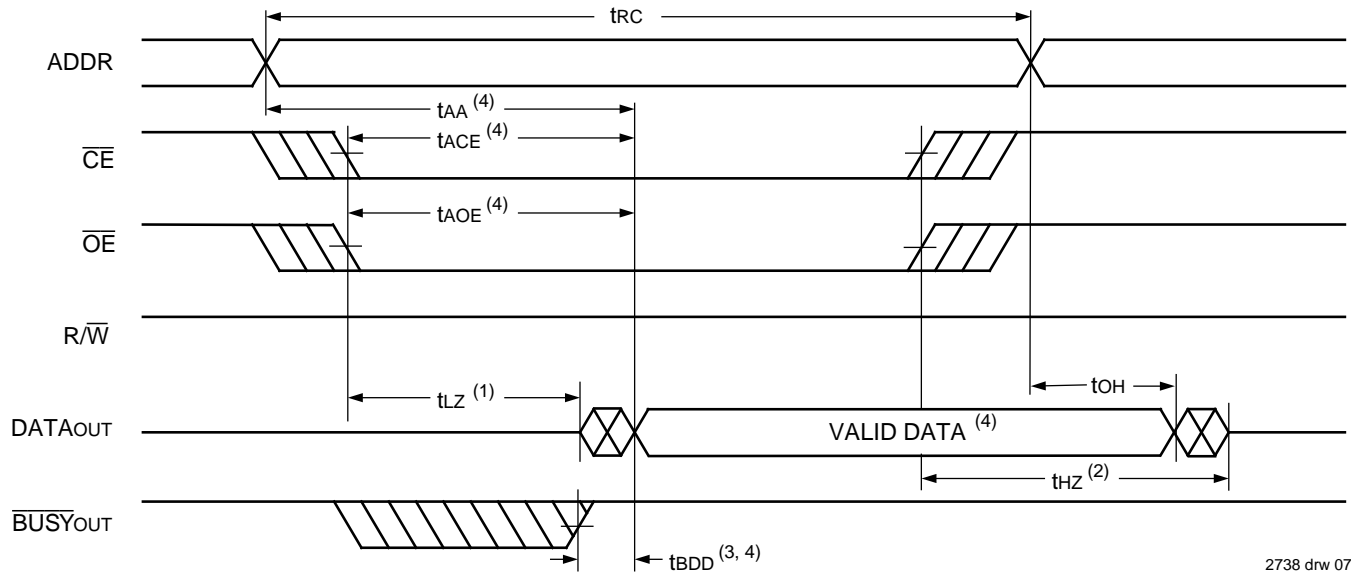 tRC
ADDR
tAA (4)
tACE (4)
CE
tAOE (4)
OE
R/W
tOH
tLZ (1)
DATAOUT
VALID DATA (4)
tHZ (2)
BUSYOUT
tBDD (3, 4)
2738 drw 07